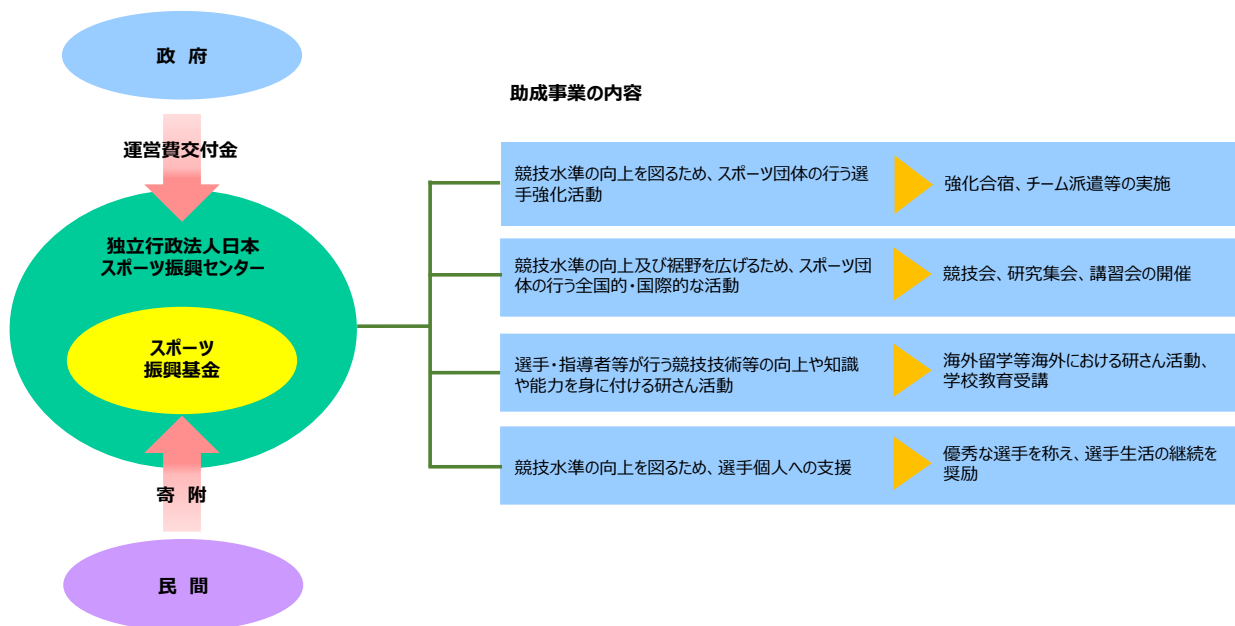 政 府
運営費交付金
独立行政法人日本
スポーツ振興センター
スポーツ
振興基金
寄 附
民 間
助成事業の内容
競技水準の向上を図るため、スポーツ団体の行う選
手強化活動
強化合宿、チーム派遣等の実施
競技水準の向上及び裾野を広げるため、スポーツ団
体の行う全国的・国際的な活動
競技会、研究集会、講習会の開催
選手・指導者等が行う競技技術等の向上や知識
や能力を身に付ける研さん活動
海外留学等海外における研さん活動、
学校教育受講
競技水準の向上を図るため、選手個人への支援
優秀な選手を称え、選手生活の継続を
奨励